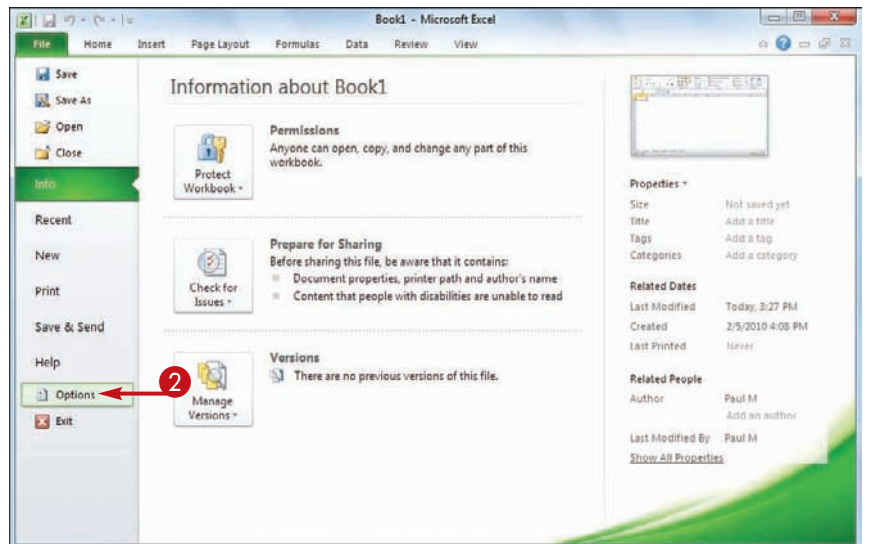 Book1 - Microsoft Excel
File Home Insert Page Layout Formulas Data Review View
Save
Save As
Open
Close
Info
Recent
New
Print
Save & Send
Help
Options
Exit
2
Information about Book1
Protect
Workbook
Permissions
Anyone can open, copy, and change any part of this
workbook.
Check for
Issues
Prepare for Sharing
Before sharing this file, be aware that it contains:
Document properties, printer path and author's name
Content that people with disabilities are unable to read
Manage
Versions
Versions
There are no previous versions of this file.
Properties
Size Not saved yet
Title Add a title
Tags Add a tag
Categories Add a category
Related Dates
Last Modified Today, 3:27 PM
Created 2/5/2010 4:08 PM
Last Printed Never
Related People
Author Paul M
Add an author
Last Modified By Paul M
Show All Properties